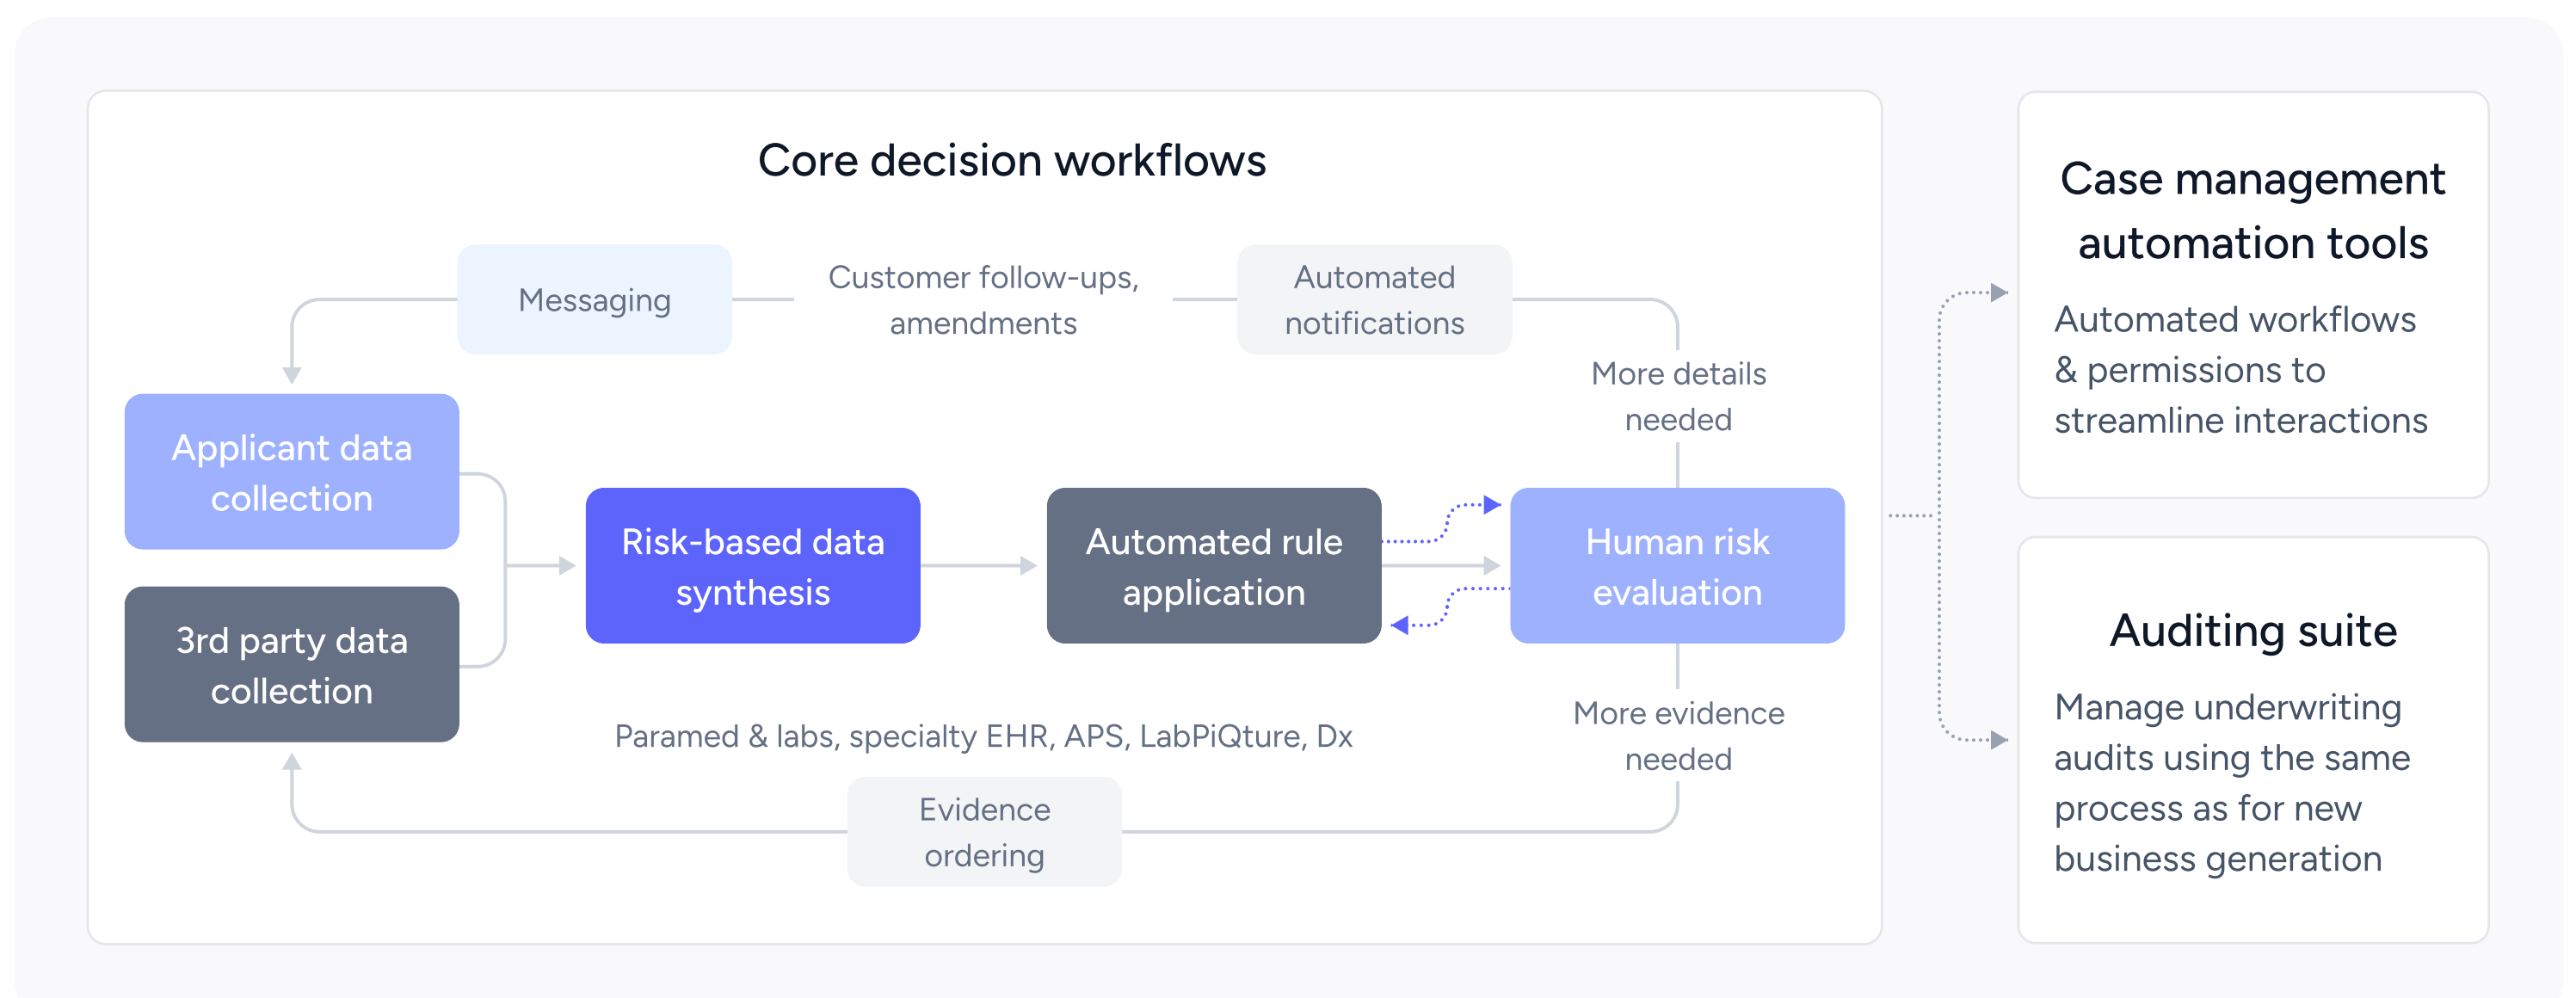 Core decision workflows
Messaging
Customer follow-ups,
amendments
Automated
notifications
More details
needed
Applicant data
collection
3rd party data
collection
Risk-based data
synthesis
Automated rule
application
Human risk
evaluation
More evidence
needed
Paramed & labs, specialty EHR, APS, LabPiQture, Dx
Evidence
ordering
Case management
automation tools
Automated workflows
& permissions to
streamline interactions
Auditing suite
Manage underwriting
audits using the same
process as for new
business generation